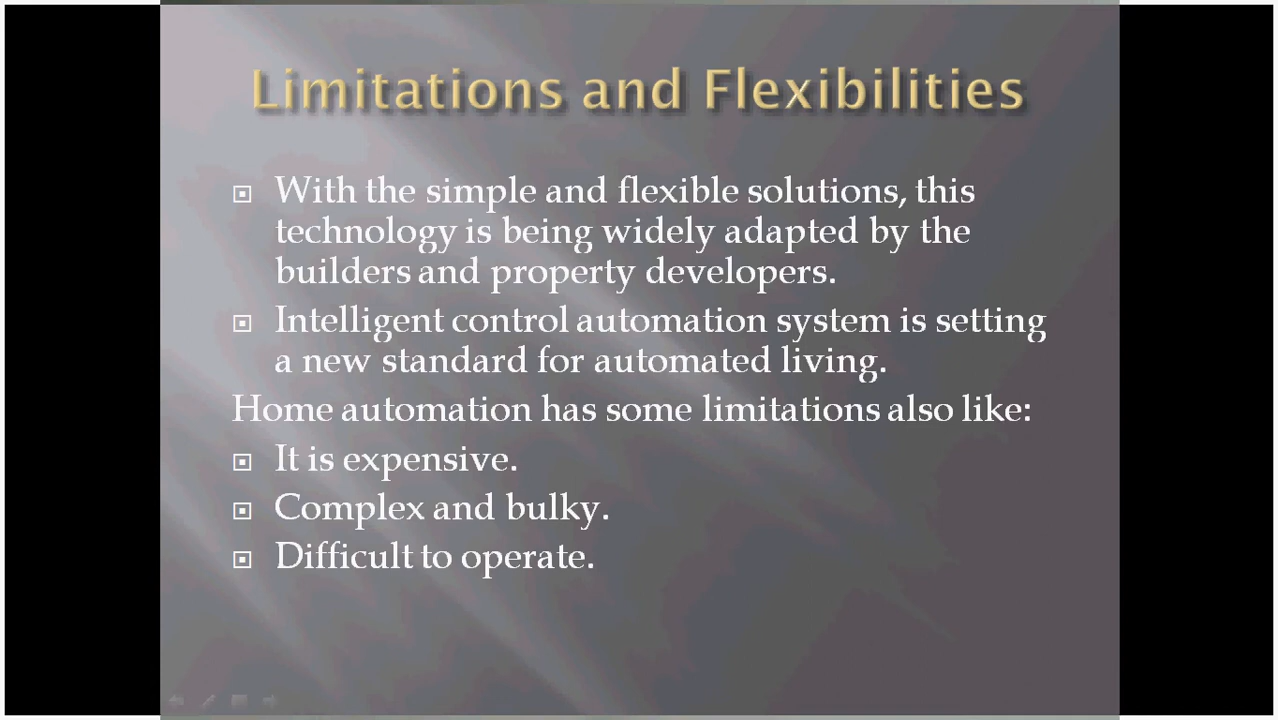 Limitations and Flexibilities
With the simple and flexible solutions, this
technology is being widely adapted by the
builders and property developers.
Intelligent control automation system is setting
a new standard for automated living.
Home automation has some limitations also like:
It is expensive.
Complex and bulky.
Difficult to operate.